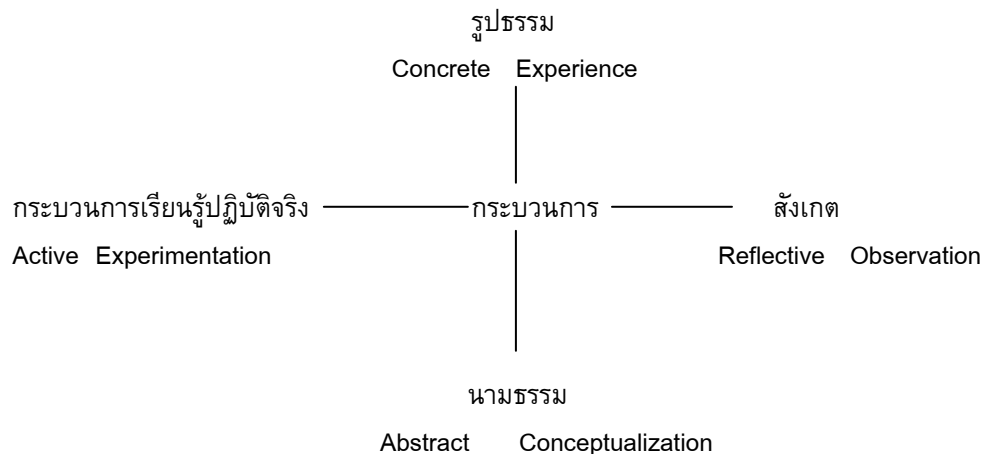 รูปธรรม
Concrete Experience
กระบวนการเรียนรู้ปฏิบัติจริง กระบวนการ สังเกต
Active Experimentation Reflective Observation
นามธรรม
Abstract Conceptualization